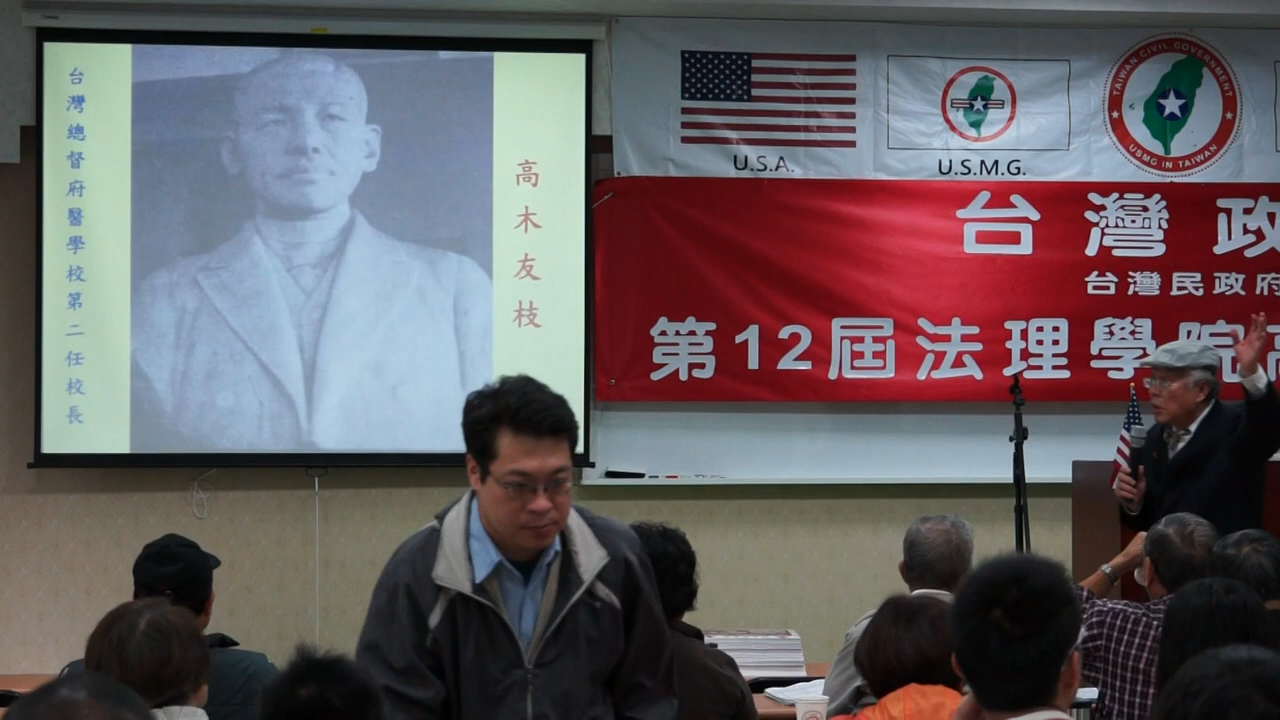 台灣總督府醫學校第二任校長
高木友枝
U.S.A.
U.S.M.G.
TAIWAN CIVIL GOVERNMENT
USMG IN TAIWAN
台灣政
台灣民政府
第12屆法理學院高